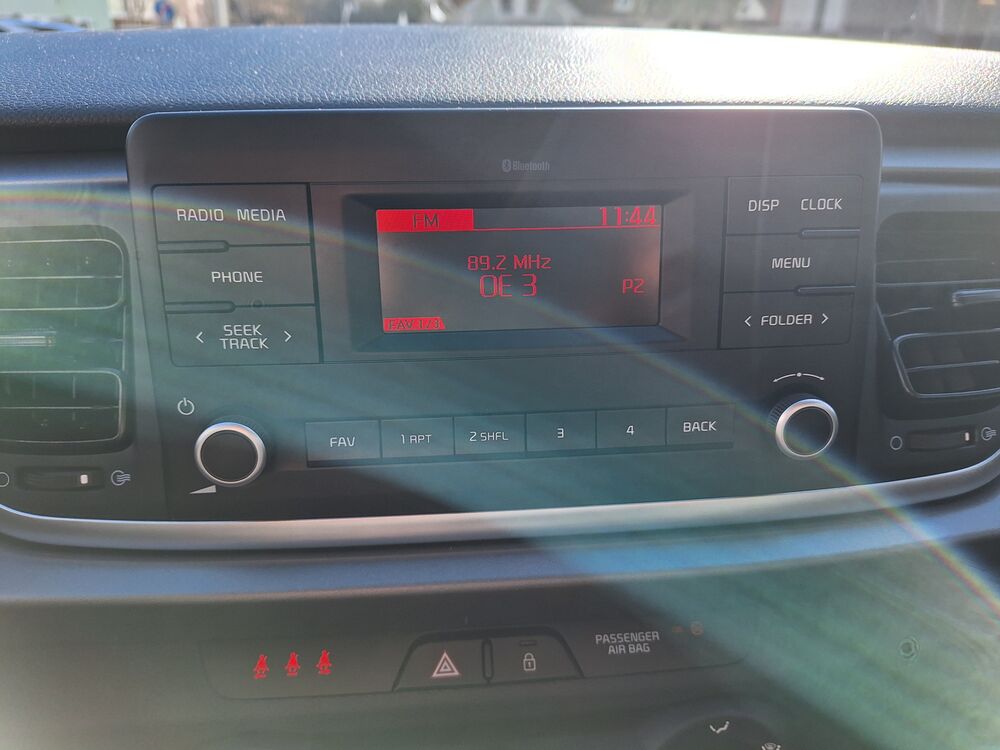 Bluetooth
RADIO MEDIA
PHONE
< SEEK TRACK >
FM 11:44
89.2 MHz
OE 3 P2
FAV 1/3
DISP CLOCK
MENU
< FOLDER >
FAV 1 RPT 2 SHFL 3 4 BACK
PASSENGER
AIR BAG